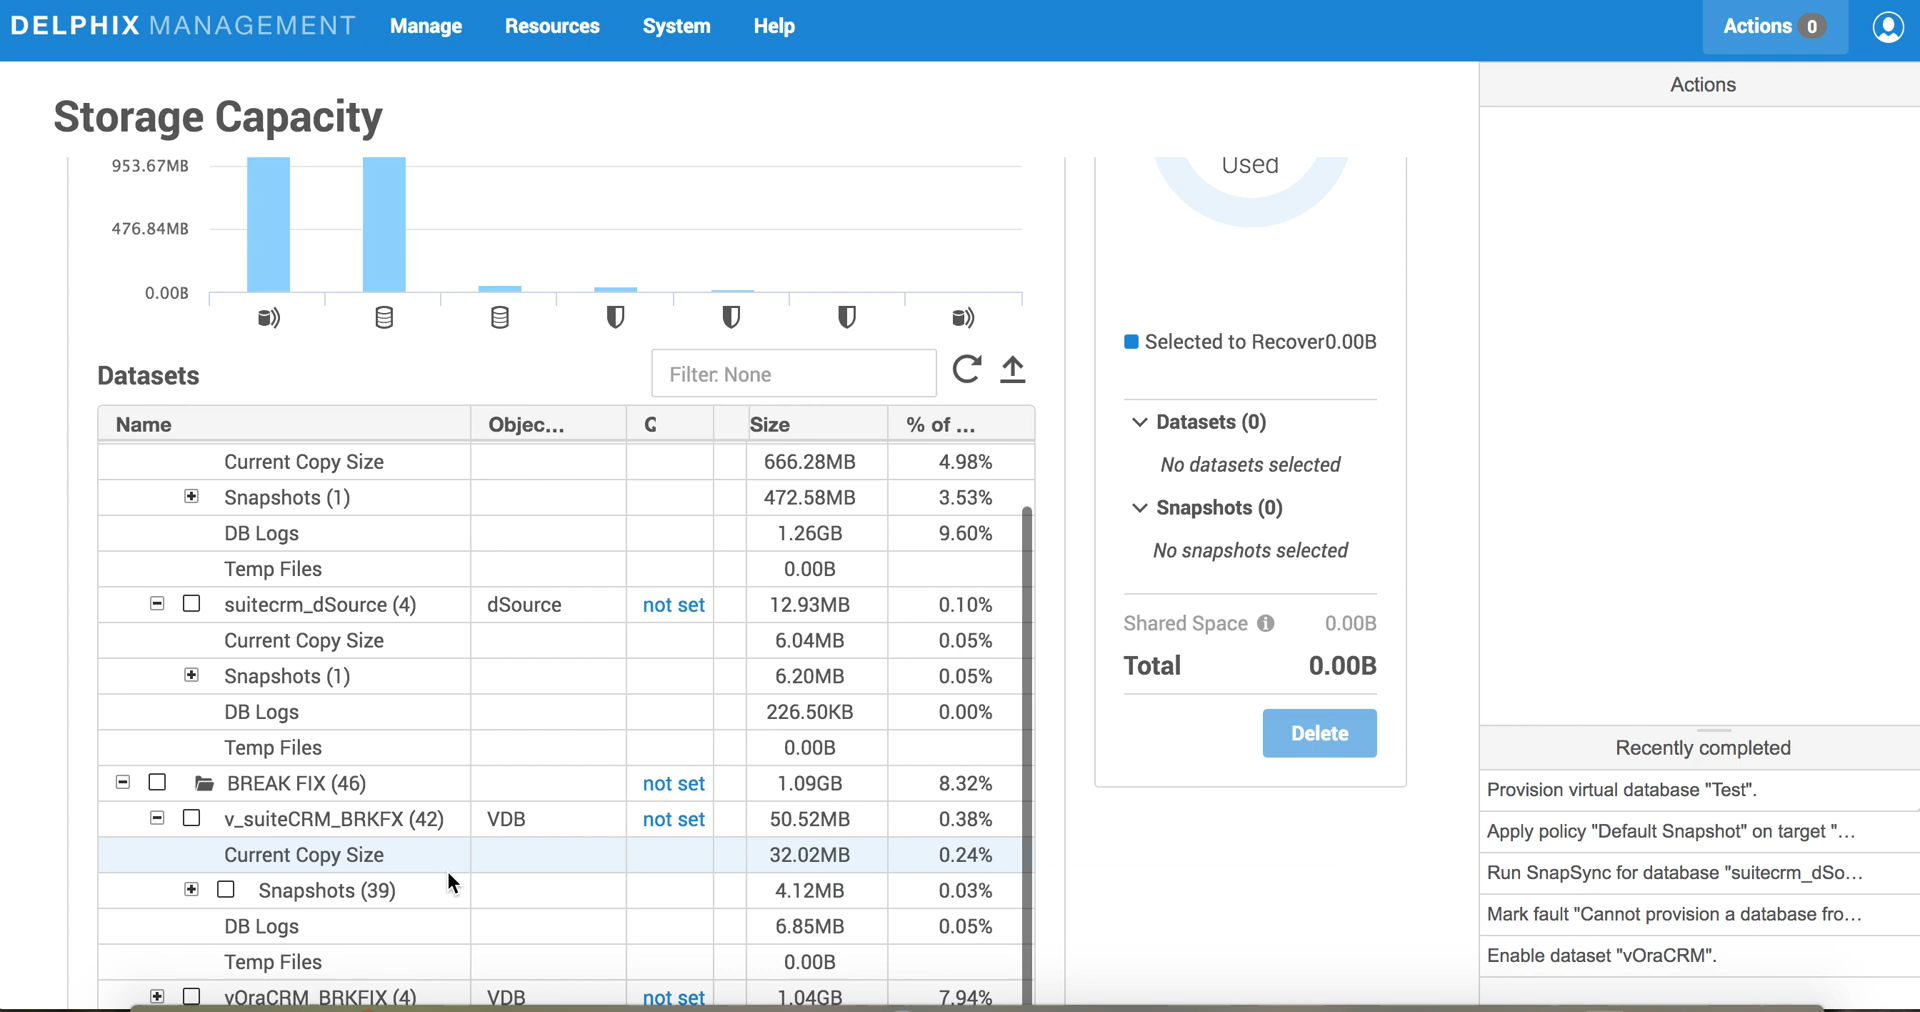 DELPHIX MANAGEMENT Manage Resources System Help Actions 0
Storage Capacity
953.67MB
476.84MB
0.00B
Datasets
Filter: None
Name Objec... Q Size % of ...
Current Copy Size 666.28MB 4.98%
Snapshots (1) 472.58MB 3.53%
DB Logs 1.26GB 9.60%
Temp Files 0.00B
suitecrm_dSource (4) dSource not set 12.93MB 0.10%
Current Copy Size 6.04MB 0.05%
Snapshots (1) 6.20MB 0.05%
DB Logs 226.50KB 0.00%
Temp Files 0.00B
BREAK FIX (46) not set 1.09GB 8.32%
v_suiteCRM_BRKFX (42) VDB not set 50.52MB 0.38%
Current Copy Size 32.02MB 0.24%
Snapshots (39) 4.12MB 0.03%
DB Logs 6.85MB 0.05%
Temp Files 0.00B
vOraCRM_BRKFIX (4) VDB not set 1.04GB 7.94%
Used
Selected to Recover0.00B
Datasets (0)
No datasets selected
Snapshots (0)
No snapshots selected
Shared Space 0.00B
Total 0.00B
Delete
Actions
Recently completed
Provision virtual database "Test".
Apply policy "Default Snapshot" on target "...
Run SnapSync for database "suitecrm_dSo...
Mark fault "Cannot provision a database fro...
Enable dataset "vOraCRM".